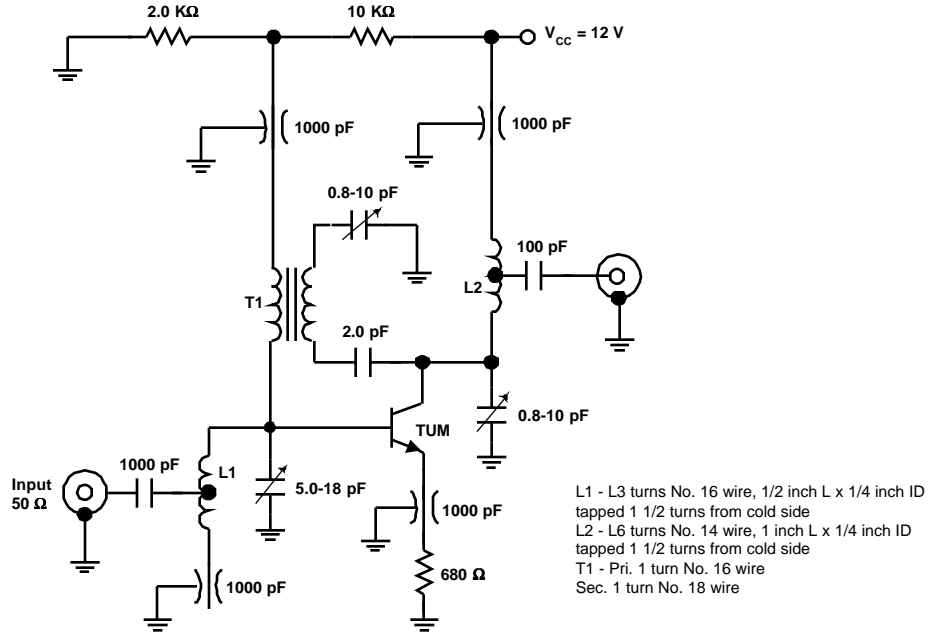 2.0 KΩ
10 KΩ
V_CC = 12 V
1000 pF
1000 pF
0.8-10 pF
100 pF
T1
L2
2.0 pF
0.8-10 pF
TUM
1000 pF
L1
Input
50 Ω
5.0-18 pF
1000 pF
680 Ω
1000 pF
L1 - L3 turns No. 16 wire, 1/2 inch L x 1/4 inch ID
tapped 1 1/2 turns from cold side
L2 - L6 turns No. 14 wire, 1 inch L x 1/4 inch ID
tapped 1 1/2 turns from cold side
T1 - Pri. 1 turn No. 16 wire
Sec. 1 turn No. 18 wire